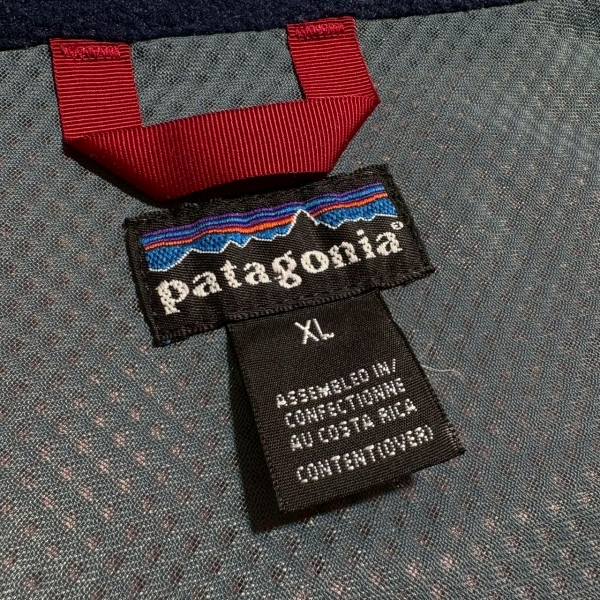 patagonia®
XL
ASSEMBLED IN/
CONFECTIONNE
AU COSTA RICA
CONTENT(OVER)